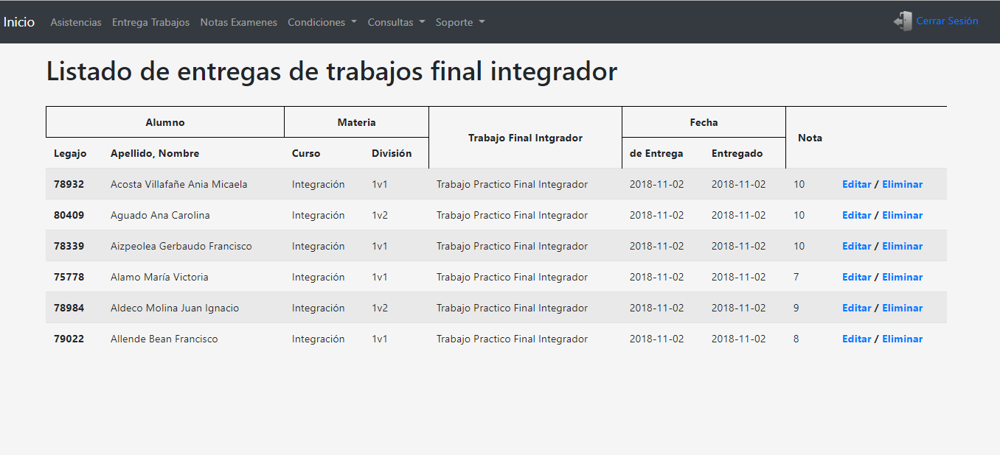 Inicio Asistencias Entrega Trabajos Notas Examenes Condiciones Consultas Soporte Cerrar Sesión
Listado de entregas de trabajos final integrador
Alumno Materia Trabajo Final Intgrador Fecha Nota
Legajo Apellido, Nombre Curso División de Entrega Entregado
78932 Acosta Villafañe Ania Micaela Integración 1v1 Trabajo Practico Final Integrador 2018-11-02 2018-11-02 10 Editar / Eliminar
80409 Aguado Ana Carolina Integración 1v2 Trabajo Practico Final Integrador 2018-11-02 2018-11-02 10 Editar / Eliminar
78339 Aizpeolea Gerbaudo Francisco Integración 1v1 Trabajo Practico Final Integrador 2018-11-02 2018-11-02 10 Editar / Eliminar
75778 Alamo María Victoria Integración 1v1 Trabajo Practico Final Integrador 2018-11-02 2018-11-02 7 Editar / Eliminar
78984 Aldeco Molina Juan Ignacio Integración 1v2 Trabajo Practico Final Integrador 2018-11-02 2018-11-02 9 Editar / Eliminar
79022 Allende Bean Francisco Integración 1v1 Trabajo Practico Final Integrador 2018-11-02 2018-11-02 8 Editar / Eliminar